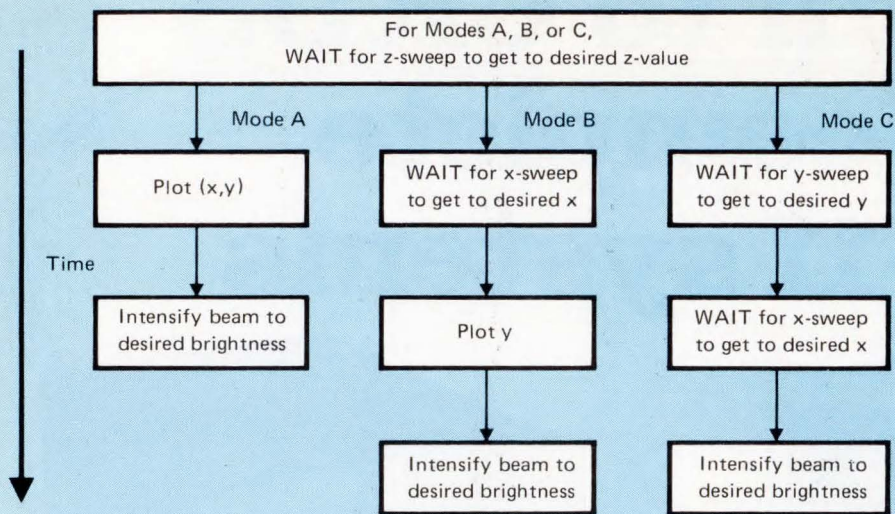 For Modes A, B, or C,
WAIT for z-sweep to get to desired z-value
Mode A
Mode B
Mode C
Plot (x,y)
WAIT for x-sweep
to get to desired x
WAIT for y-sweep
to get to desired y
Time
Intensify beam to
desired brightness
Plot y
WAIT for x-sweep
to get to desired x
Intensify beam to
desired brightness
Intensify beam to
desired brightness